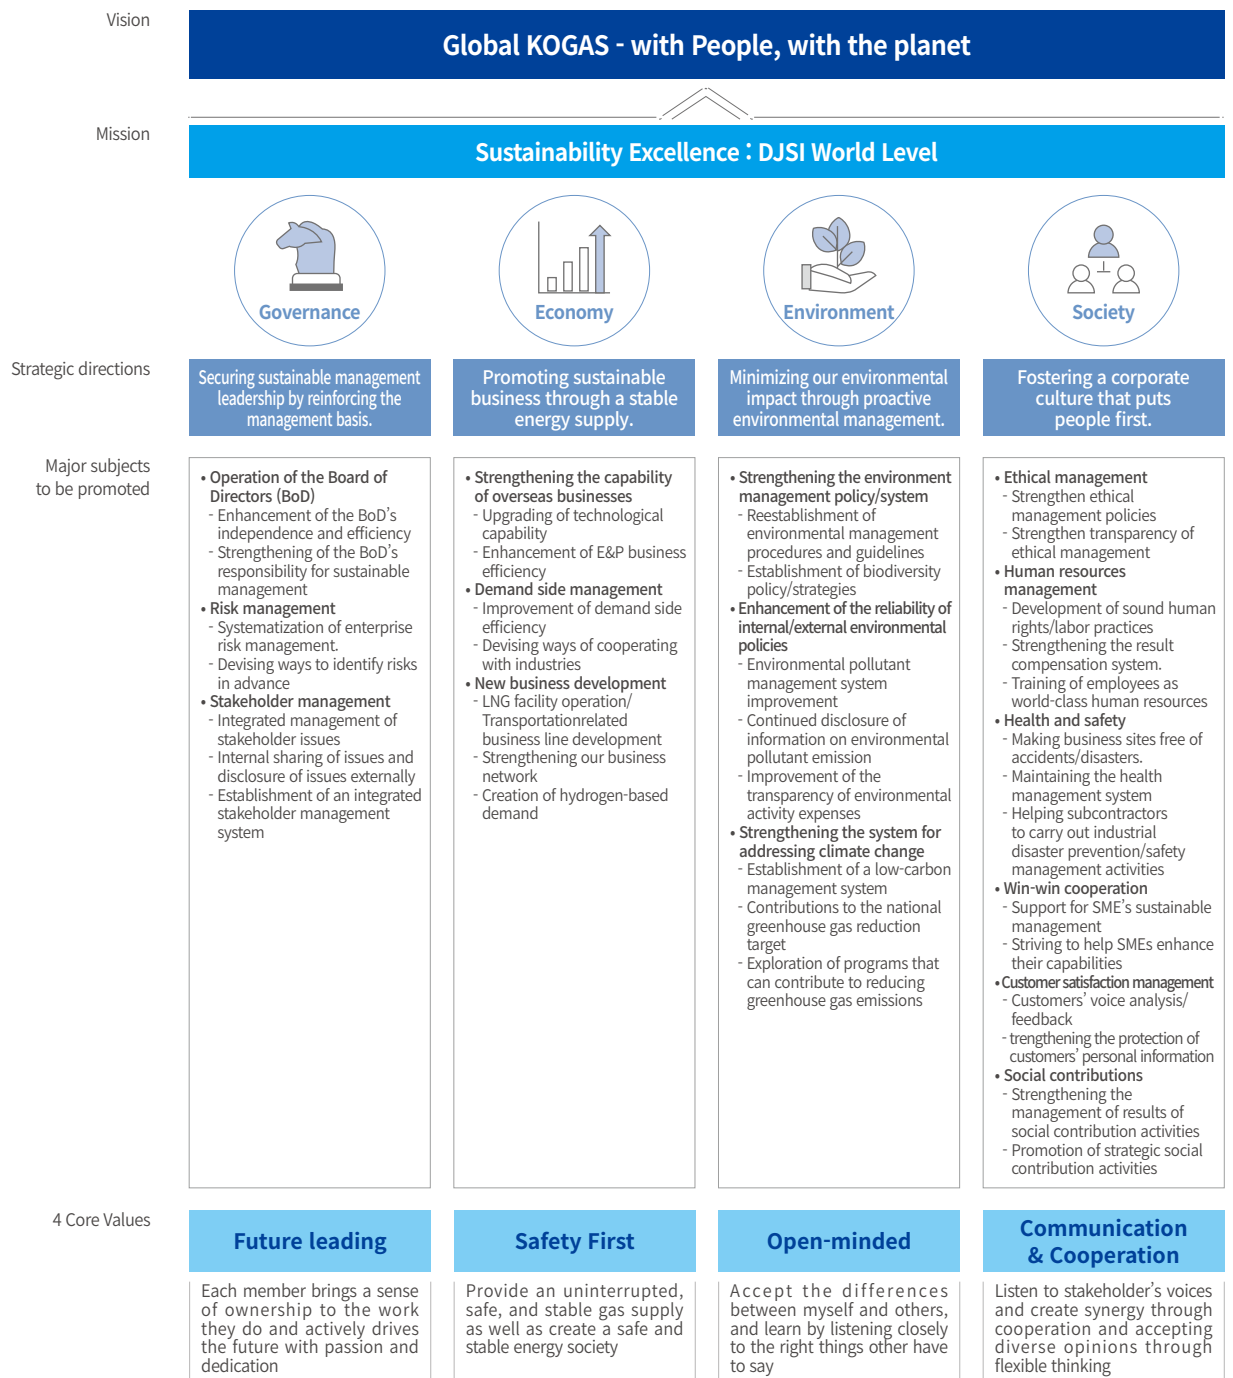 Vision
Global KOGAS - with People, with the planet
Mission
Sustainability Excellence : DJSI World Level
Governance
Economy
Environment
Society
Strategic directions
Securing sustainable management
leadership by reinforcing the
management basis.
Promoting sustainable
business through a stable
energy supply.
Minimizing our environmental
impact through proactive
environmental management.
Fostering a corporate
culture that puts
people first.
Major subjects
to be promoted
• Operation of the Board of
Directors (BoD)
- Enhancement of the BoD's
independence and efficiency
- Strengthening of the BoD's
responsibility for sustainable
management
• Risk management
- Systematization of enterprise
risk management.
- Devising ways to identify risks
in advance
• Stakeholder management
- Integrated management of
stakeholder issues
- Internal sharing of issues and
disclosure of issues externally
- Establishment of an integrated
stakeholder management
system
• Strengthening the capability
of overseas businesses
- Upgrading of technological
capability
- Enhancement of E&P business
efficiency
• Demand side management
- Improvement of demand side
efficiency
- Devising ways of cooperating
with industries
• New business development
- LNG facility operation/
Transportationrelated
business line development
- Strengthening our business
network
- Creation of hydrogen-based
demand
• Strengthening the environment
management policy/system
- Reestablishment of
environmental management
procedures and guidelines
- Establishment of biodiversity
policy/strategies
• Enhancement of the reliability of
internal/external environmental
policies
- Environmental pollutant
management system
improvement
- Continued disclosure of
information on environmental
pollutant emission
- Improvement of the
transparency of environmental
activity expenses
• Strengthening the system for
addressing climate change
- Establishment of a low-carbon
management system
- Contributions to the national
greenhouse gas reduction
target
- Exploration of programs that
can contribute to reducing
greenhouse gas emissions
• Ethical management
- Strengthen ethical
management policies
- Strengthen transparency of
ethical management
• Human resources
management
- Development of sound human
rights/labor practices
- Strengthening the result
compensation system.
- Training of employees as
world-class human resources
• Health and safety
- Making business sites free of
accidents/disasters.
- Maintaining the health
management system
- Helping subcontractors
to carry out industrial
disaster prevention/safety
management activities
• Win-win cooperation
- Support for SME's sustainable
management
- Striving to help SMEs enhance
their capabilities
• Customer satisfaction management
- Customers' voice analysis/
feedback
- trengthening the protection of
customers' personal information
• Social contributions
- Strengthening the
management of results of
social contribution activities
- Promotion of strategic social
contribution activities
4 Core Values
Future leading
Safety First
Open-minded
Communication
& Cooperation
Each member brings a sense
of ownership to the work
they do and actively drives
the future with passion and
dedication
Provide an uninterrupted,
safe, and stable gas supply
as well as create a safe and
stable energy society
Accept the differences
between myself and others,
and learn by listening closely
to the right things other have
to say
Listen to stakeholder's voices
and create synergy through
cooperation and accepting
diverse opinions through
flexible thinking